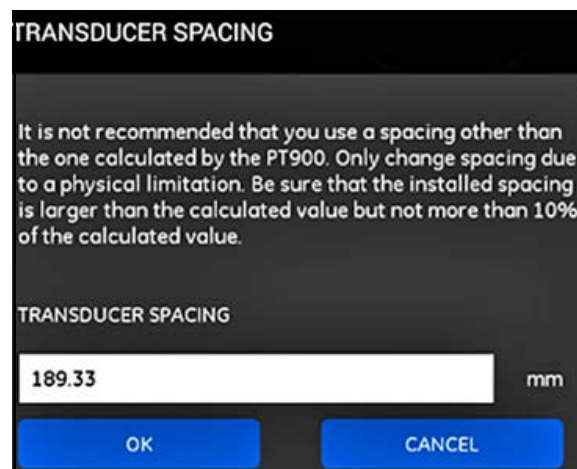 TRANSDUCER SPACING
It is not recommended that you use a spacing other than
the one calculated by the PT900. Only change spacing due
to a physical limitation. Be sure that the installed spacing
is larger than the calculated value but not more than 10%
of the calculated value.
TRANSDUCER SPACING
189.33 mm
OK CANCEL